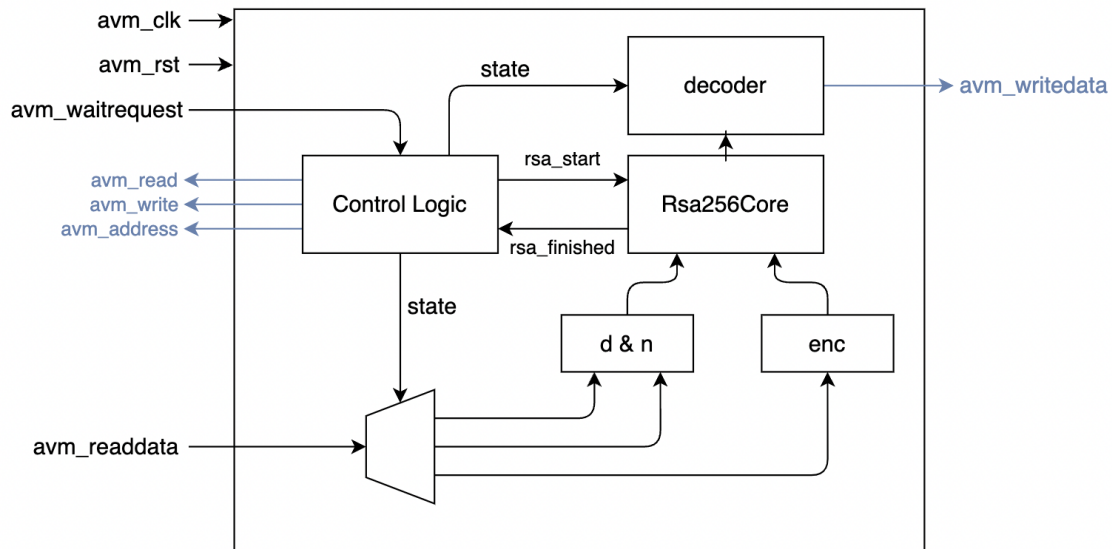 avm_clk
avm_rst
avm_waitrequest
state
decoder
avm_writedata
avm_read
avm_write
avm_address
Control Logic
rsa_start
rsa_finished
Rsa256Core
state
d & n
enc
avm_readdata